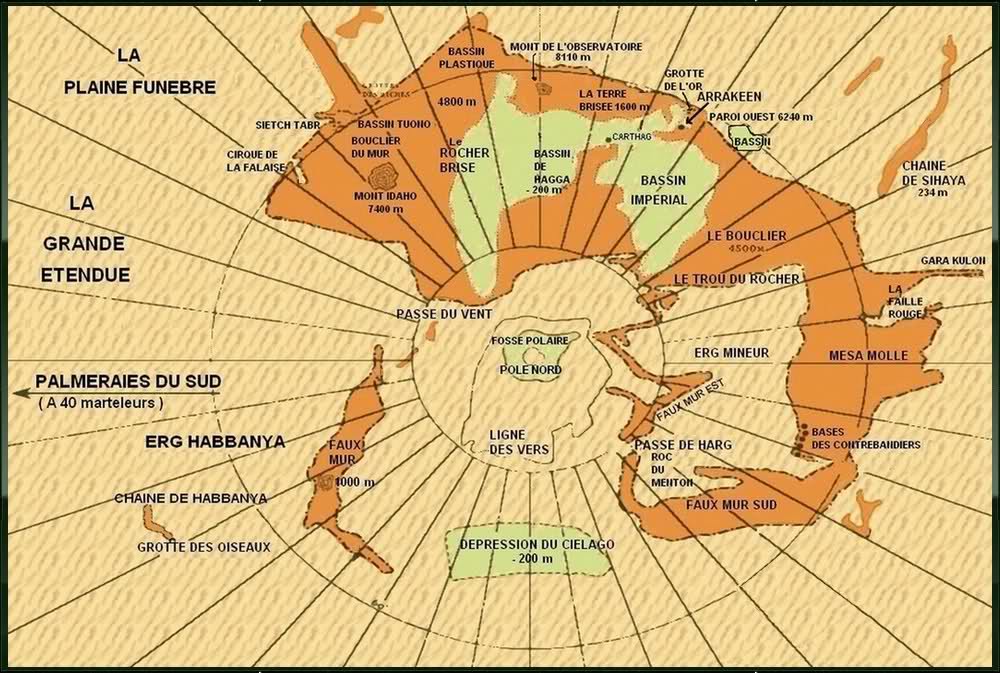 LA
PLAINE FUNEBRE
BASSIN
PLASTIQUE
MONT DE L'OBSERVATOIRE
8110 m
GROTTE
DE L'OR
ARRAKEEN
4800 m
LA TERRE
BRISEE 1600 m
PAROI OUEST 6240 m
SIETCH TABR
BASSIN TUONO
BOUCLIER
DU MUR
Le
ROCHER
BRISE
CARTHAG
BASSIN
CIRQUE DE
LA FALAISE
BASSIN
DE
HAGGA
- 200 m
BASSIN
IMPERIAL
CHAINE
DE SIHAYA
234 m
MONT IDAHO
7400 m
LA
GRANDE
ETENDUE
LE BOUCLIER
4500M
GARA KULON
LE TROU DU ROCHER
LA
FAILLE
ROUGE
PASSE DU VENT
FOSSE POLAIRE
POLE NORD
ERG MINEUR
MESA MOLLE
PALMERAIES DU SUD
( A 40 marteleurs )
FAUX MUR EST
ERG HABBANYA
FAUX
MUR
1000 m
LIGNE
DES VERS
PASSE DE HARG
ROC
DU
MENTON
BASES
DES CONTREBANDIERS
CHAINE DE HABBANYA
FAUX MUR SUD
GROTTE DES OISEAUX
DEPRESSION DU CIELAGO
- 200 m
60